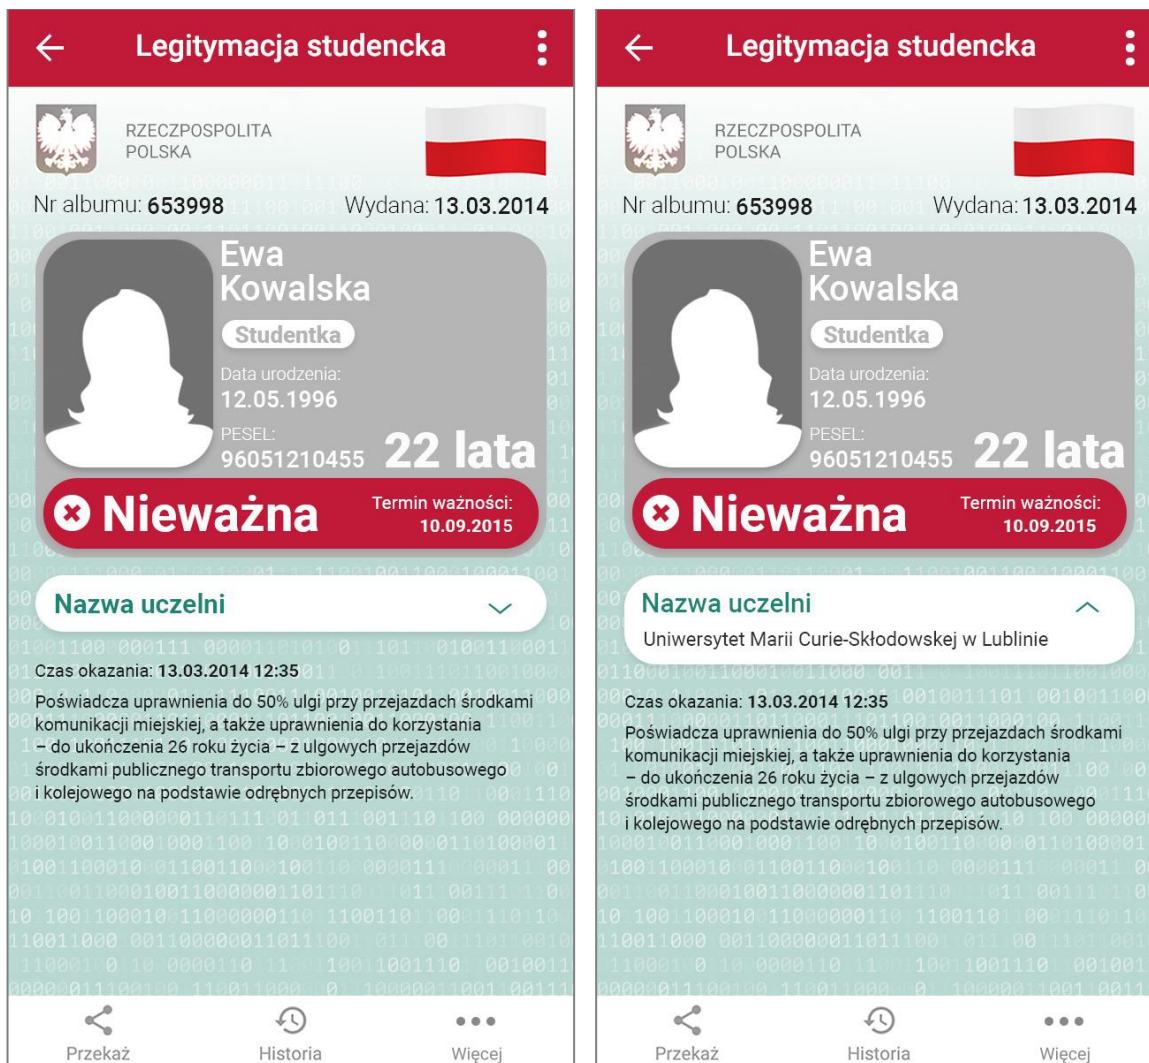 Legitymacja studencka
RZECZPOSPOLITA
POLSKA
Nr albumu: 653998 Wydana: 13.03.2014
Ewa
Kowalska
Studentka
Data urodzenia:
12.05.1996
PESEL:
96051210455 22 lata
Nieważna Termin ważności:
10.09.2015
Nazwa uczelni
Czas okazania: 13.03.2014 12:35
Poświadcza uprawnienia do 50% ulgi przy przejazdach środkami
komunikacji miejskiej, a także uprawnienia do korzystania
– do ukończenia 26 roku życia – z ulgowych przejazdów
środkami publicznego transportu zbiorowego autobusowego
i kolejowego na podstawie odrębnych przepisów.
Przekaż Historia Więcej
Legitymacja studencka
RZECZPOSPOLITA
POLSKA
Nr albumu: 653998 Wydana: 13.03.2014
Ewa
Kowalska
Studentka
Data urodzenia:
12.05.1996
PESEL:
96051210455 22 lata
Nieważna Termin ważności:
10.09.2015
Nazwa uczelni
Uniwersytet Marii Curie-Skłodowskej w Lublinie
Czas okazania: 13.03.2014 12:35
Poświadcza uprawnienia do 50% ulgi przy przejazdach środkami
komunikacji miejskiej, a także uprawnienia do korzystania
– do ukończenia 26 roku życia – z ulgowych przejazdów
środkami publicznego transportu zbiorowego autobusowego
i kolejowego na podstawie odrębnych przepisów.
Przekaż Historia Więcej